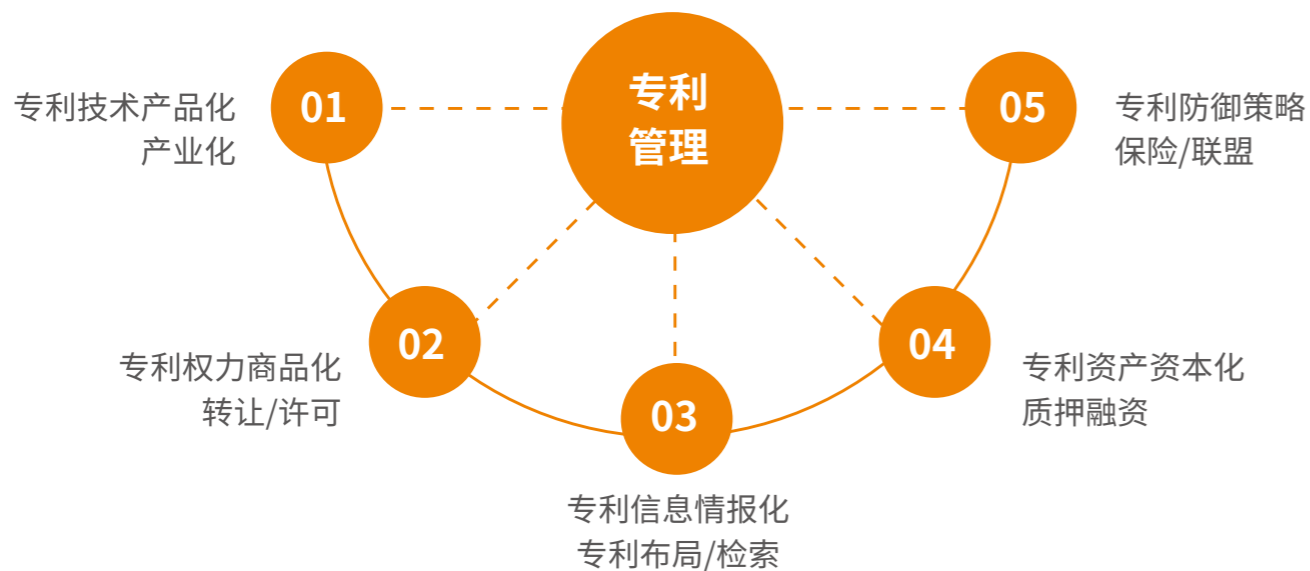 专利
管理
01
专利技术产品化
产业化
02
专利权力商品化
转让/许可
03
专利信息情报化
专利布局/检索
04
专利资产资本化
质押融资
05
专利防御策略
保险/联盟